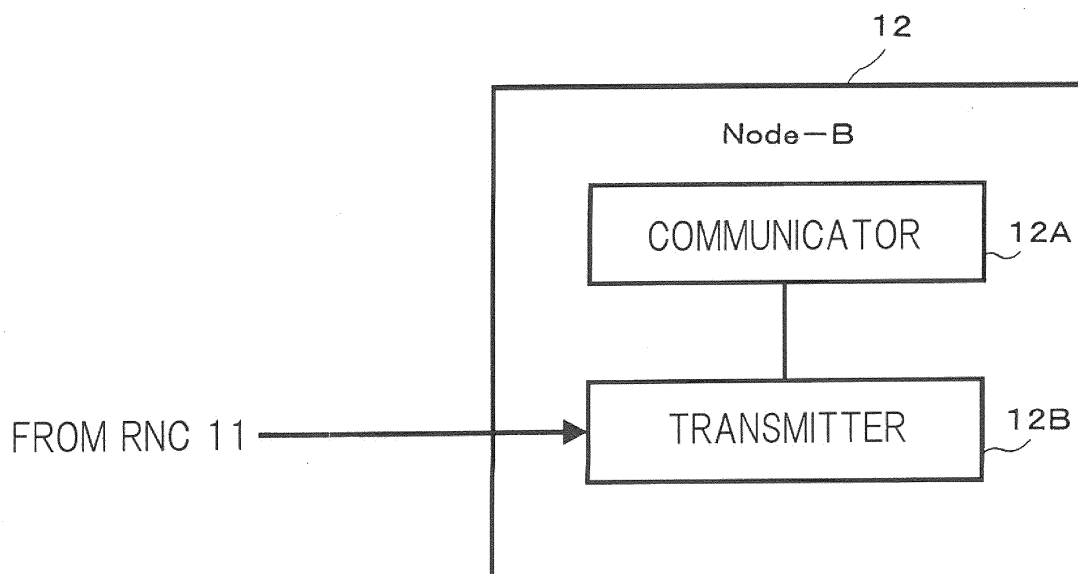 12
Node-B
COMMUNICATOR
12A
TRANSMITTER
12B
FROM RNC 11